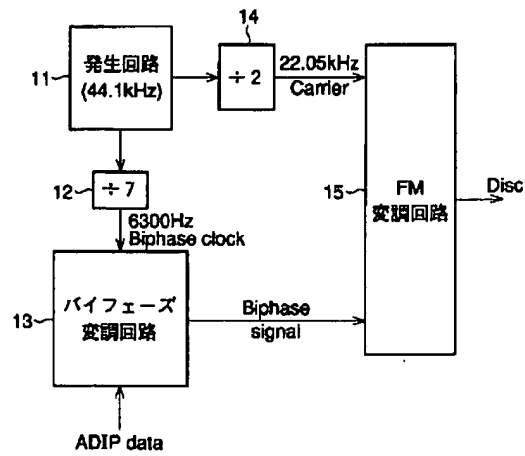 14
11
発生回路
(44.1kHz)
÷2
22.05kHz
Carrier
12
÷7
6300Hz
Biphase clock
15
FM
変調回路
Disc
13
バイフェーズ
変調回路
Biphase
signal
ADIP data